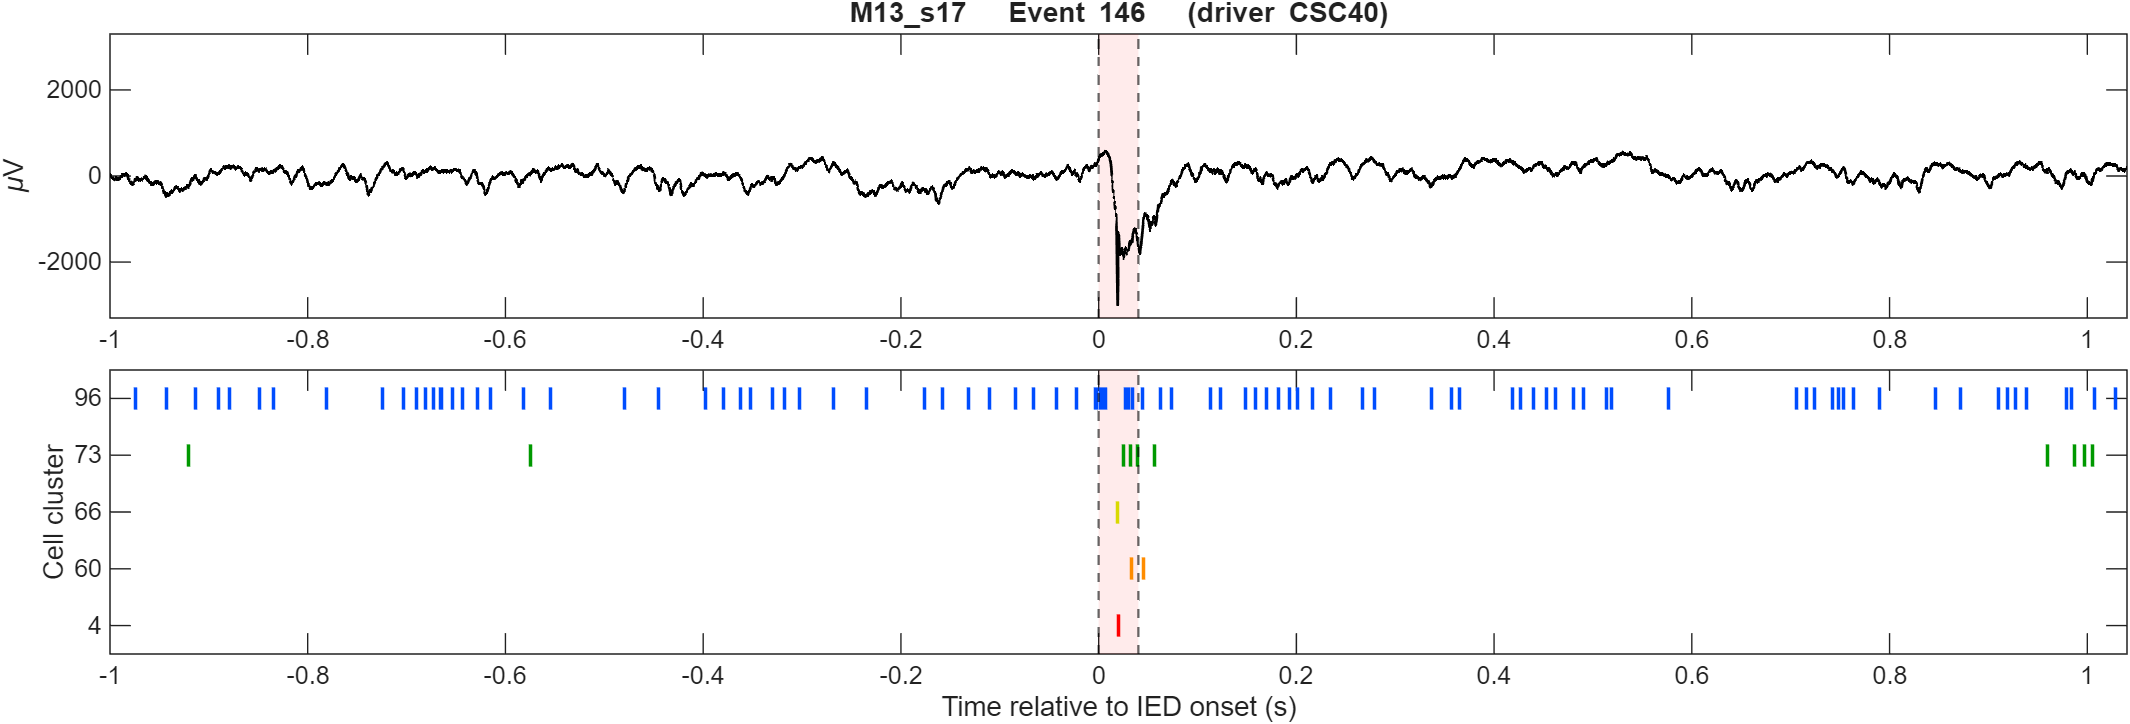 M13_s17 Event 146 (driver CSC40)
2000
0
-2000
µV
-1 -0.8 -0.6 -0.4 -0.2 0 0.2 0.4 0.6 0.8 1
96
73
66
60
4
Cell cluster
-1 -0.8 -0.6 -0.4 -0.2 0 0.2 0.4 0.6 0.8 1
Time relative to IED onset (s)